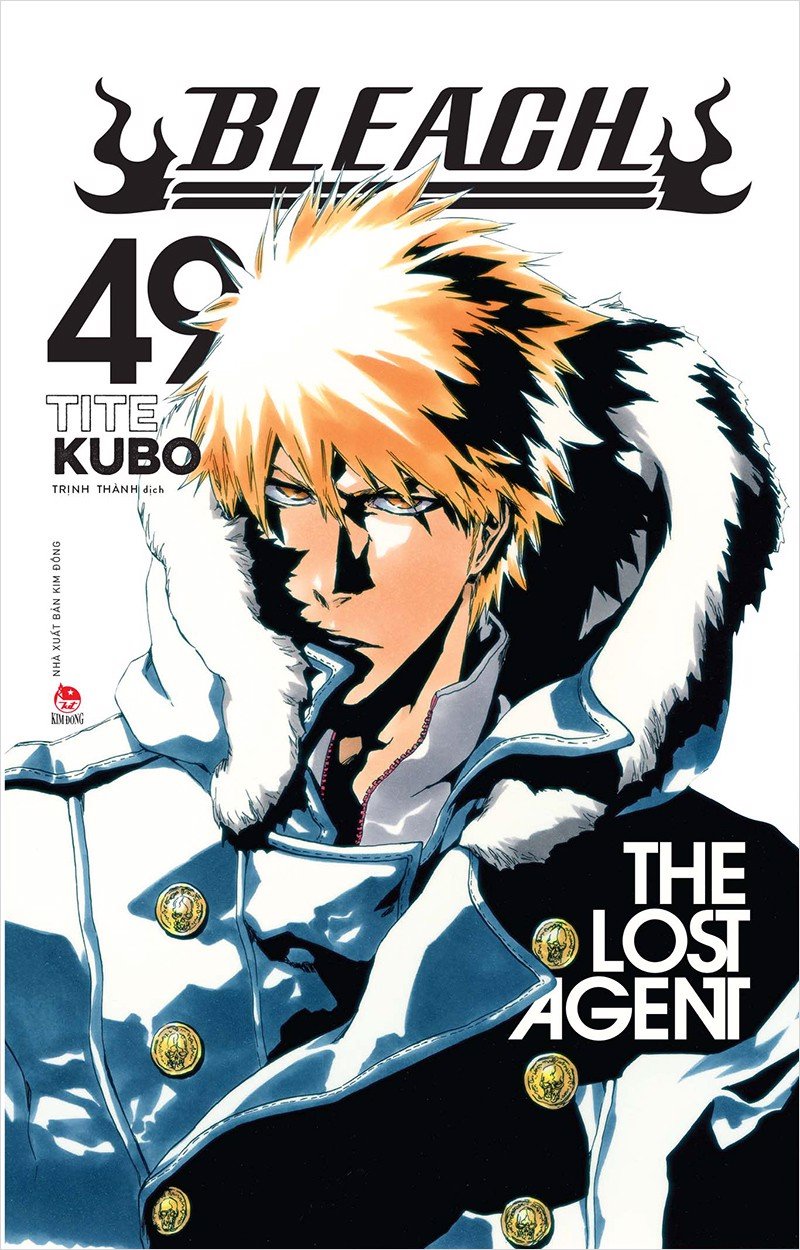 BLEACH
49
TITE
KUBO
TRỊNH THÀNH dịch
NHÀ XUẤT BẢN KIM ĐỒNG
KIM ĐỒNG
THE
LOST
AGENT